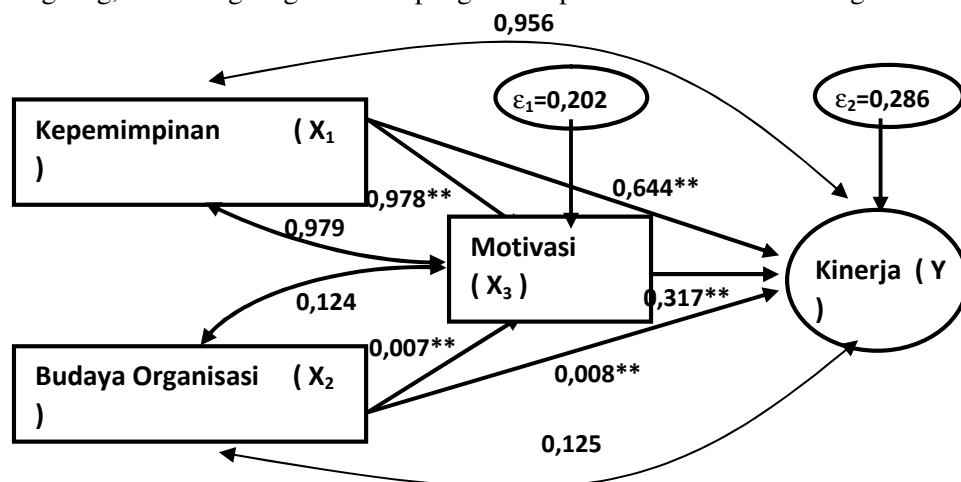 0,956
ε₁=0,202
ε₂=0,286
Kepemimpinan ( X₁
)
0,978**
0,644**
0,979
Motivasi
( X₃ )
Kinerja ( Y
)
0,317**
0,124
0,007**
Budaya Organisasi ( X₂
)
0,008**
0,125